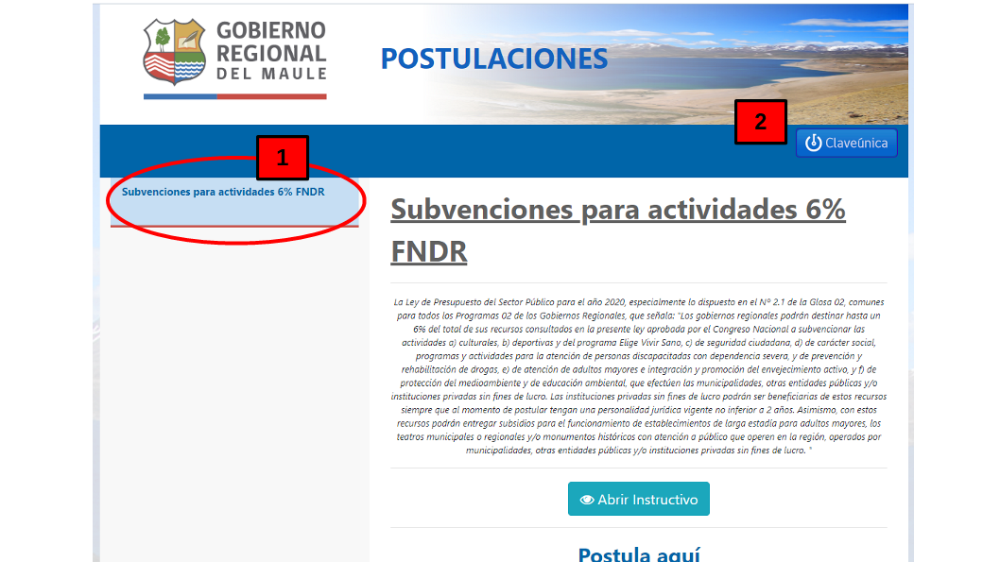 GOBIERNO
REGIONAL
DEL MAULE
POSTULACIONES
2
Claveúnica
1
Subvenciones para actividades 6% FNDR
Subvenciones para actividades 6%
FNDR
La Ley de Presupuesto del Sector Público para el año 2020, especialmente lo dispuesto en el Nº 2.1 de la Glosa 02, comunes
para todos los Programas 02 de los Gobiernos Regionales, que señala: "Los gobiernos regionales podrán destinar hasta un
6% del total de sus recursos consultados en la presente ley aprobada por el Congreso Nacional a subvencionar las
actividades a) culturales, b) deportivas y del programa Elige Vivir Sano, c) de seguridad ciudadana, d) de carácter social,
programas y actividades para la atención de personas discapacitadas con dependencia severa, y de prevención y
rehabilitación de drogas, e) de atención de adultos mayores e integración y promoción del envejecimiento activo, y f) de
protección del medioambiente y de educación ambiental, que efectúen las municipalidades, otras entidades públicas y/o
instituciones privadas sin fines de lucro. Las instituciones privadas sin fines de lucro podrán ser beneficiarias de estos recursos
siempre que al momento de postular tengan una personalidad jurídica vigente no inferior a 2 años. Asimismo, con estos
recursos podrán entregar subsidios para el funcionamiento de establecimientos de larga estadía para adultos mayores, los
teatros municipales o regionales y/o monumentos históricos con atención a público que operen en la región, operados por
municipalidades, otras entidades públicas y/o instituciones privadas sin fines de lucro. "
Abrir Instructivo
Postula aquí